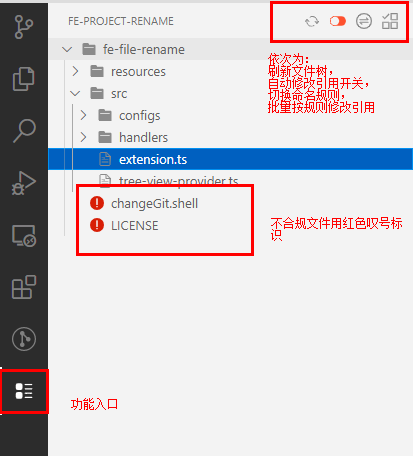 FE-PROJECT-RENAME
fe-file-rename
依次为:
刷新文件树,
自动修改引用开关,
切换命名规则,
批量按规则修改引用
resources
src
configs
handlers
extension.ts
tree-view-provider.ts
changeGit.shell
LICENSE
不合规文件用红色叹号标
识
功能入口